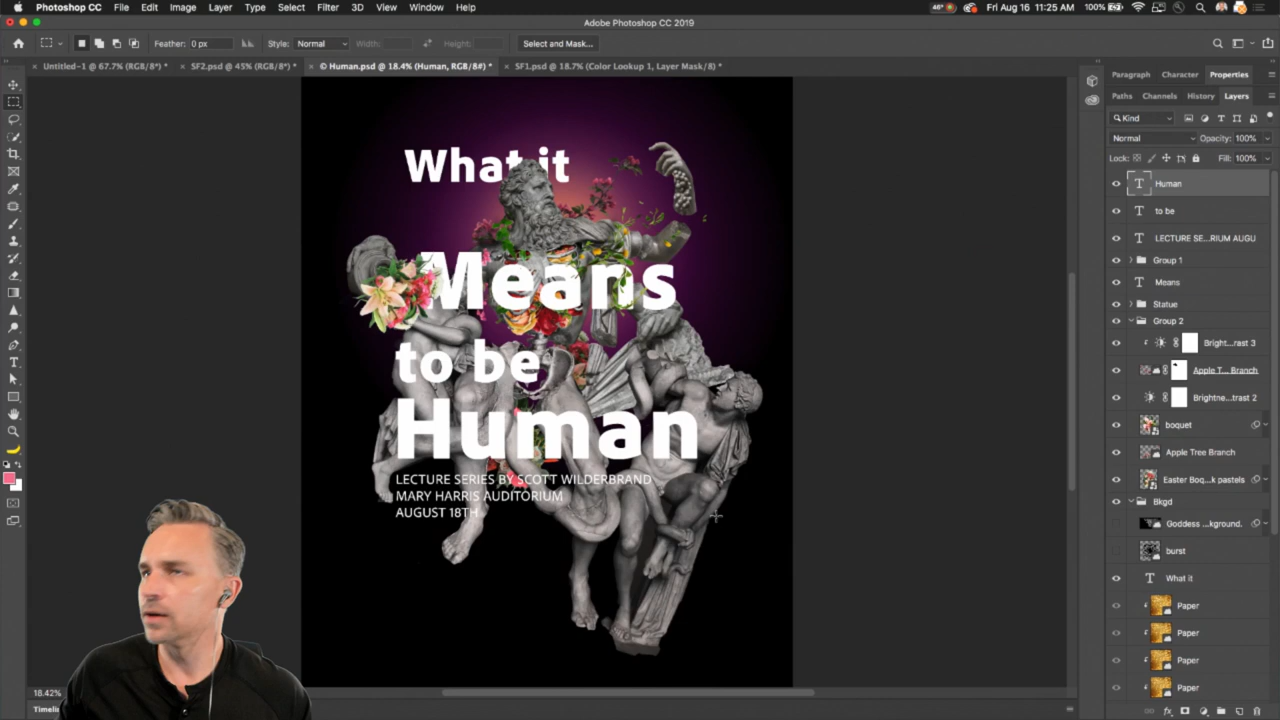 Photoshop CC File Edit Image Layer Type Select Filter 3D View Window Help 46° Fri Aug 16 11:25 AM 100%
Adobe Photoshop CC 2019
Feather: 0 px Style: Normal Width: Height: Select and Mask...
Untitled-1 @ 67.7% (RGB/8*) * SF2.psd @ 45% (RGB/8*) * © Human.psd @ 18.4% (Human, RGB/8#) * SF1.psd @ 18.7% (Color Lookup 1, Layer Mask/8) *
Paragraph Character Properties
Paths Channels History Layers
Kind
Normal Opacity: 100%
Lock: Fill: 100%
Human
to be
LECTURE SE...RIUM AUGU
Group 1
Means
Statue
Group 2
Bright...rast 3
Apple T... Branch
Brightne...trast 2
boquet
Apple Tree Branch
Easter Boq...k pastels
Bkgd
Goddess ...kground.
burst
What it
Paper
Paper
Paper
Paper
What it
Means
to be
Human
LECTURE SERIES BY SCOTT WILDERBRAND
MARY HARRIS AUDITORIUM
AUGUST 18TH
18.42%
Timelin